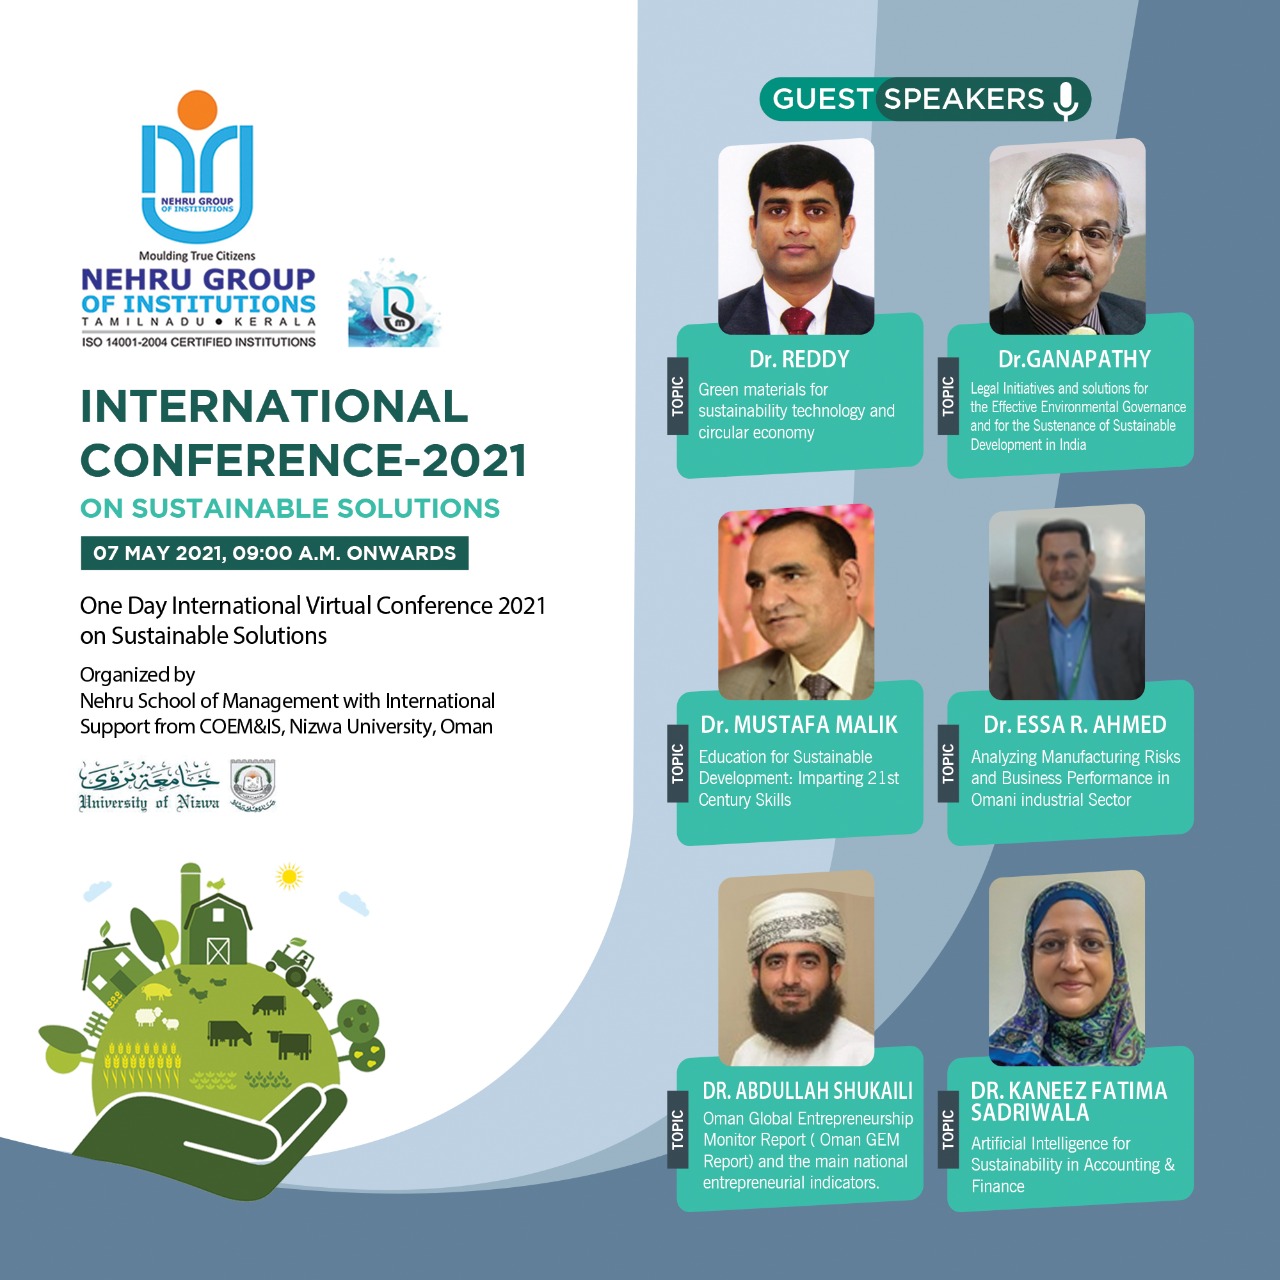 NEHRU GROUP
OF INSTITUTIONS
Moulding True Citizens
NEHRU GROUP
OF INSTITUTIONS
TAMILNADU • KERALA
ISO 14001-2004 CERTIFIED INSTITUTIONS
DSm
INTERNATIONAL
CONFERENCE-2021
ON SUSTAINABLE SOLUTIONS
07 MAY 2021, 09:00 A.M. ONWARDS
One Day International Virtual Conference 2021
on Sustainable Solutions
Organized by
Nehru School of Management with International
Support from COEM&IS, Nizwa University, Oman
جامعة نزوى
University of Nizwa
GUEST SPEAKERS
Dr. REDDY
TOPIC
Green materials for
sustainability technology and
circular economy
Dr.GANAPATHY
TOPIC
Legal Initiatives and solutions for
the Effective Environmental Governance
and for the Sustenance of Sustainable
Development in India
Dr. MUSTAFA MALIK
TOPIC
Education for Sustainable
Development: Imparting 21st
Century Skills
Dr. ESSA R. AHMED
TOPIC
Analyzing Manufacturing Risks
and Business Performance in
Omani industrial Sector
DR. ABDULLAH SHUKAILI
TOPIC
Oman Global Entrepreneurship
Monitor Report ( Oman GEM
Report) and the main national
entrepreneurial indicators.
DR. KANEEZ FATIMA
SADRIWALA
TOPIC
Artificial Intelligence for
Sustainability in Accounting &
Finance